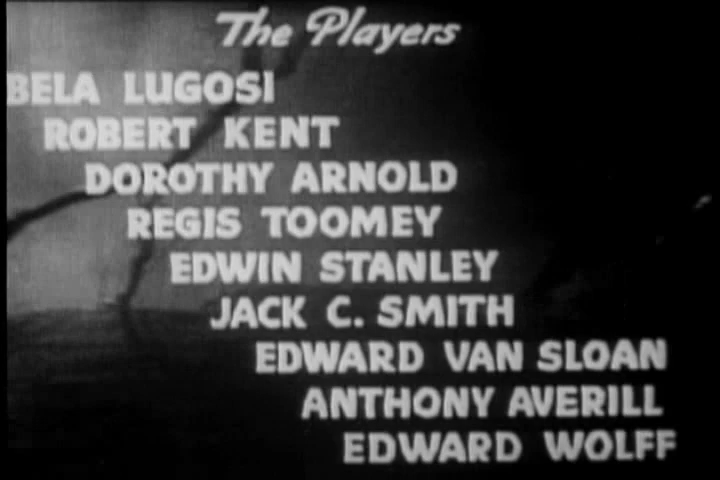 The Players
BELA LUGOSI
ROBERT KENT
DOROTHY ARNOLD
REGIS TOOMEY
EDWIN STANLEY
JACK C. SMITH
EDWARD VAN SLOAN
ANTHONY AVERILL
EDWARD WOLFF